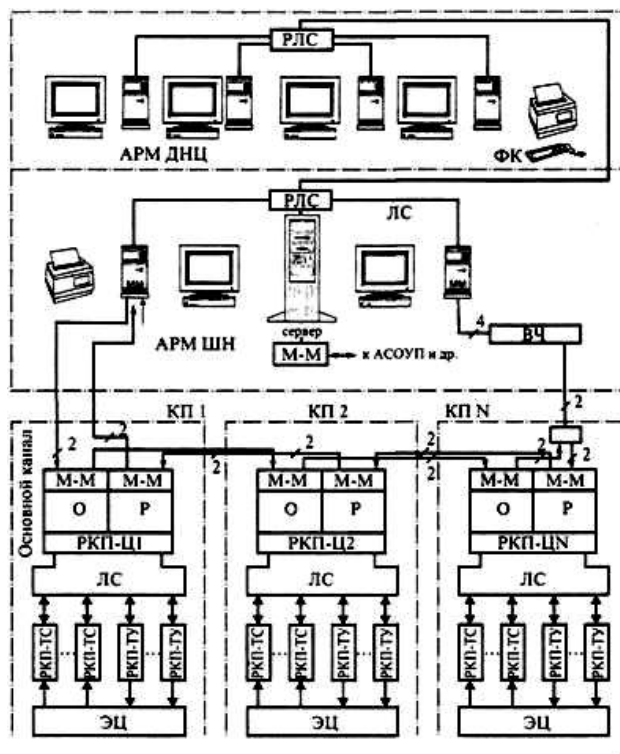 РЛС
АРМ ДНЦ
ФК
РЛС
ЛС
ММ
ММ
АРМ ШН
4
ВЧ
сервер
М-М
к АСОУП и др.
КП 1
КП 2
КП N
2
Основной канал
2
2
2
2
2
2
2
2
М-М
М-М
М-М
М-М
М-М
М-М
О
Р
О
Р
О
Р
РКП-Ц1
РКП-Ц2
РКП-ЦN
ЛС
ЛС
ЛС
РКП-ТС
РКП-ТС
РКП-ТУ
РКП-ТУ
РКП-ТС
РКП-ТС
РКП-ТУ
РКП-ТУ
РКП-ТС
РКП-ТС
РКП-ТУ
РКП-ТУ
ЭЦ
ЭЦ
ЭЦ